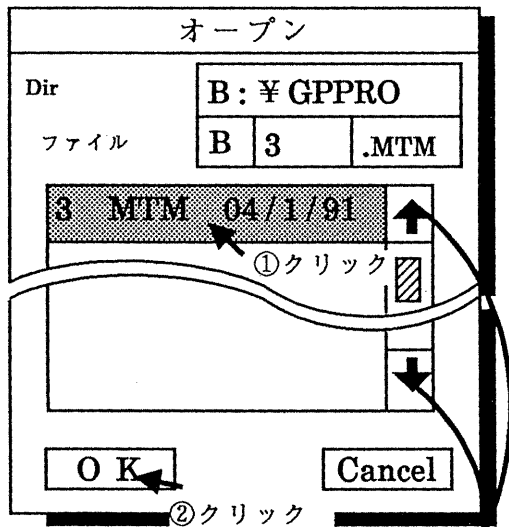 オープン
Dir B:￥GPPRO
ファイル B 3 .MTM
3 MTM 04/1/91
①クリック
OK Cancel
②クリック